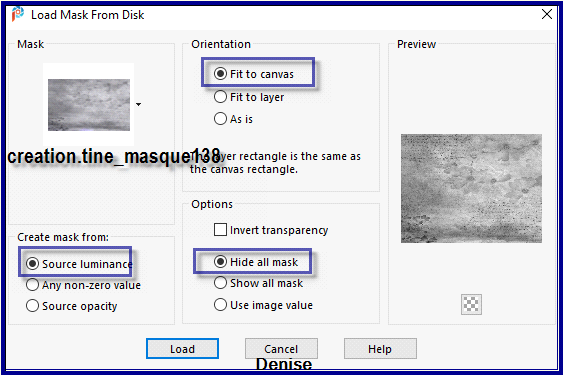 Load Mask From Disk
Mask
creation.tine_masque138
Create mask from:
Source luminance
Any non-zero value
Source opacity
Orientation
Fit to canvas
Fit to layer
As is
The layer rectangle is the same as
the canvas rectangle.
Options
Invert transparency
Hide all mask
Show all mask
Use image value
Preview
Load
Cancel
Help
Denise